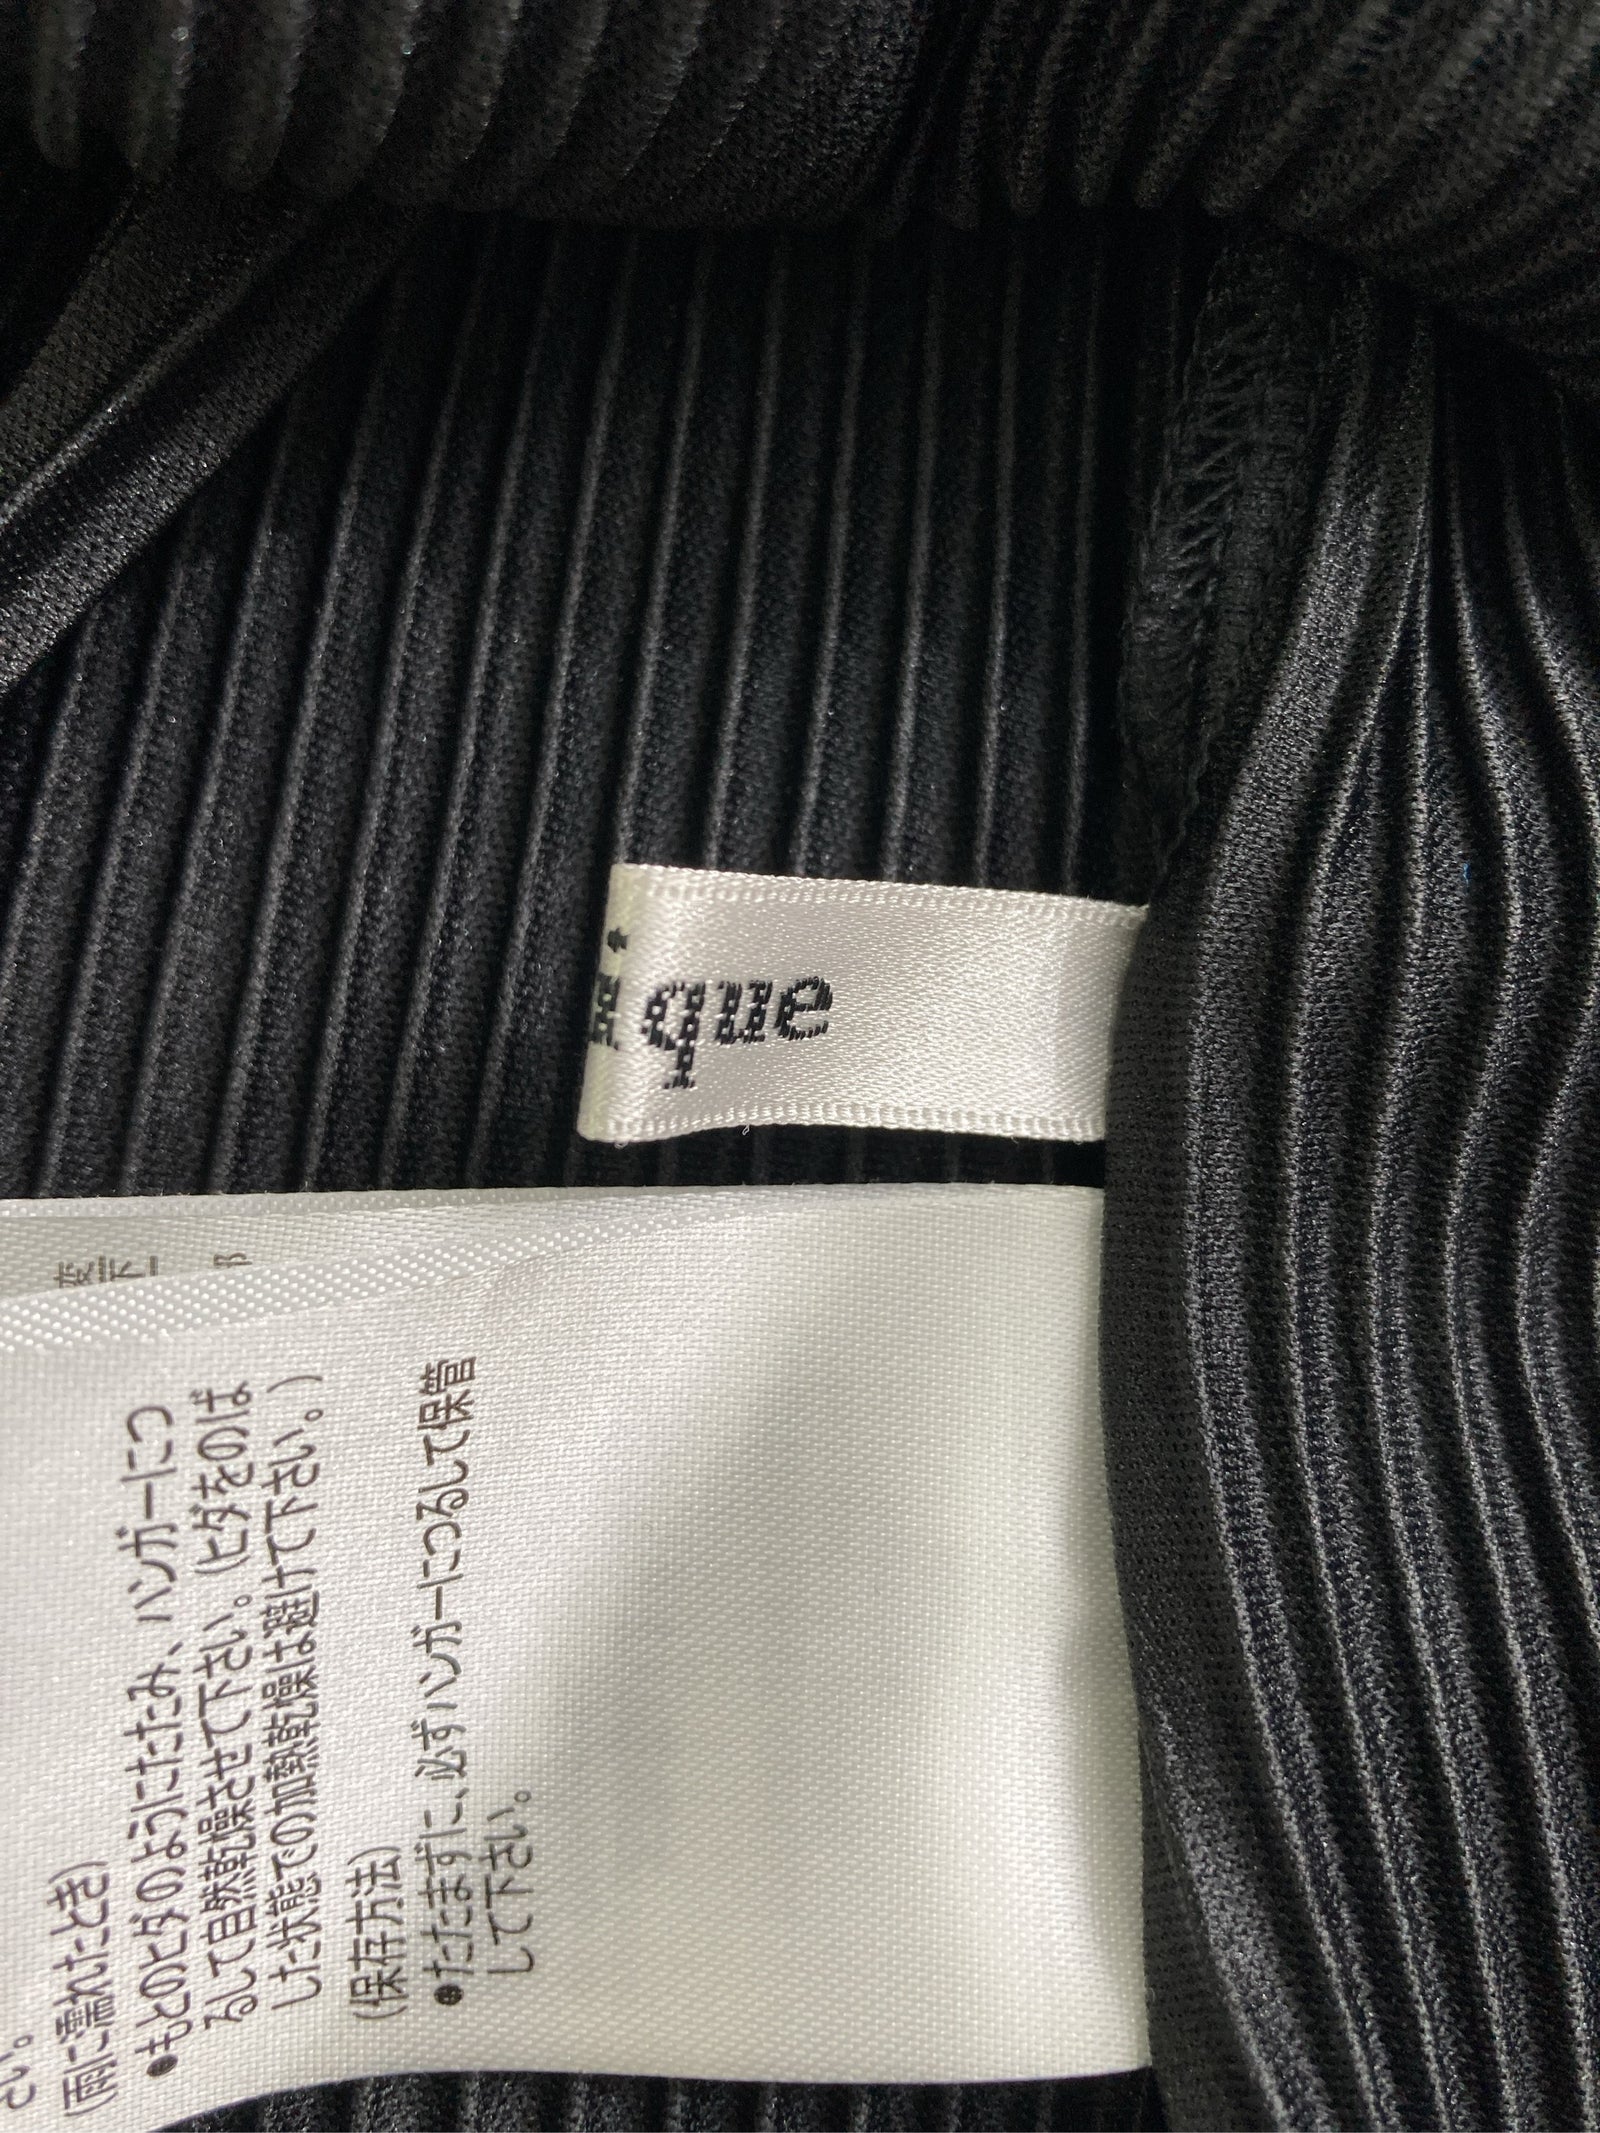 ique
さい。
(雨に濡れたとき)
●もとのヒダのようにたたみ、ハンガーにつ
るして自然乾燥させて下さい。(ヒダをのば
した状態での加熱乾燥は避けて下さい。)
(保存方法)
●たたまずに、必ずハンガーにつるして保管
して下さい。